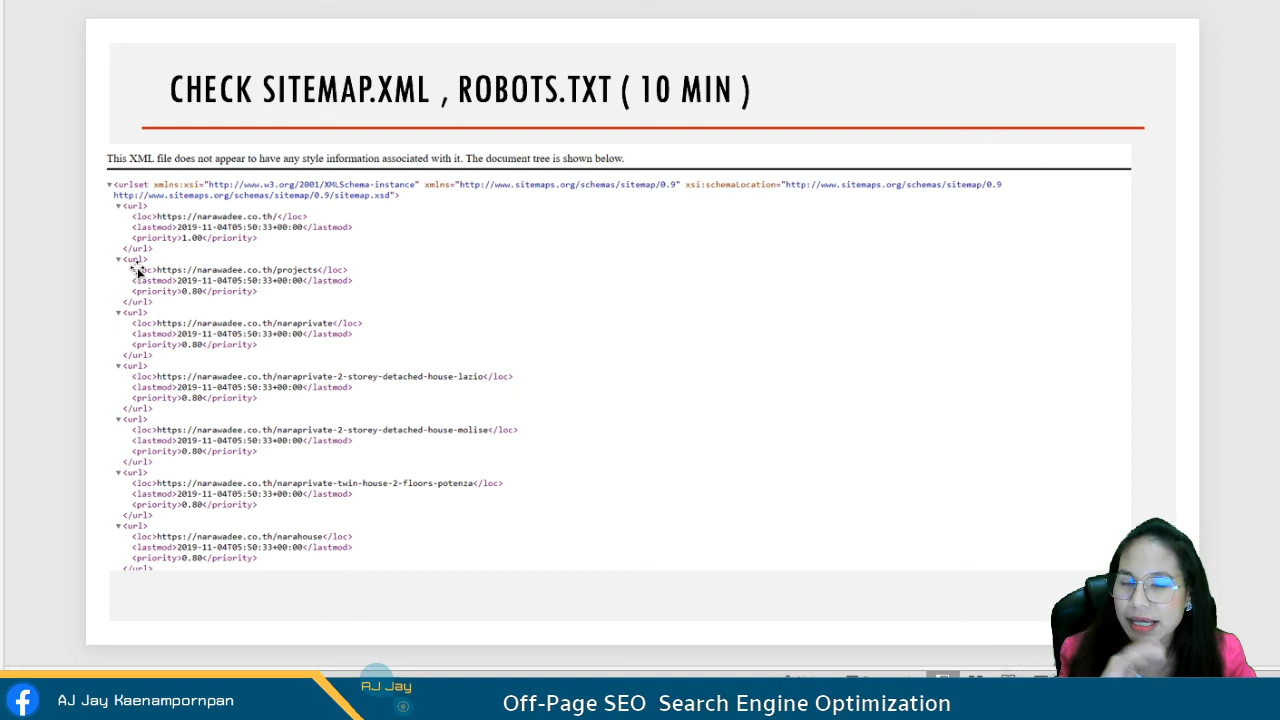 CHECK SITEMAP.XML , ROBOTS.TXT ( 10 MIN )
This XML file does not appear to have any style information associated with it. The document tree is shown below.
▼<urlset xmlns:xsi="http://www.w3.org/2001/XMLSchema-instance" xmlns="http://www.sitemaps.org/schemas/sitemap/0.9" xsi:schemaLocation="http://www.sitemaps.org/schemas/sitemap/0.9
http://www.sitemaps.org/schemas/sitemap/0.9/sitemap.xsd">
▼<url>
<loc>https://narawadee.co.th/</loc>
<lastmod>2019-11-04T05:50:33+00:00</lastmod>
<priority>1.00</priority>
</url>
▼<url>
<loc>https://narawadee.co.th/projects</loc>
<lastmod>2019-11-04T05:50:33+00:00</lastmod>
<priority>0.80</priority>
</url>
▼<url>
<loc>https://narawadee.co.th/naraprivate</loc>
<lastmod>2019-11-04T05:50:33+00:00</lastmod>
<priority>0.80</priority>
</url>
▼<url>
<loc>https://narawadee.co.th/naraprivate-2-storey-detached-house-lazio</loc>
<lastmod>2019-11-04T05:50:33+00:00</lastmod>
<priority>0.80</priority>
</url>
▼<url>
<loc>https://narawadee.co.th/naraprivate-2-storey-detached-house-molise</loc>
<lastmod>2019-11-04T05:50:33+00:00</lastmod>
<priority>0.80</priority>
</url>
▼<url>
<loc>https://narawadee.co.th/naraprivate-twin-house-2-floors-potenza</loc>
<lastmod>2019-11-04T05:50:33+00:00</lastmod>
<priority>0.80</priority>
</url>
▼<url>
<loc>https://narawadee.co.th/narahouse</loc>
<lastmod>2019-11-04T05:50:33+00:00</lastmod>
<priority>0.80</priority>
</url>
AJ Jay Kaenampornpan
AJ Jay
Off-Page SEO Search Engine Optimization